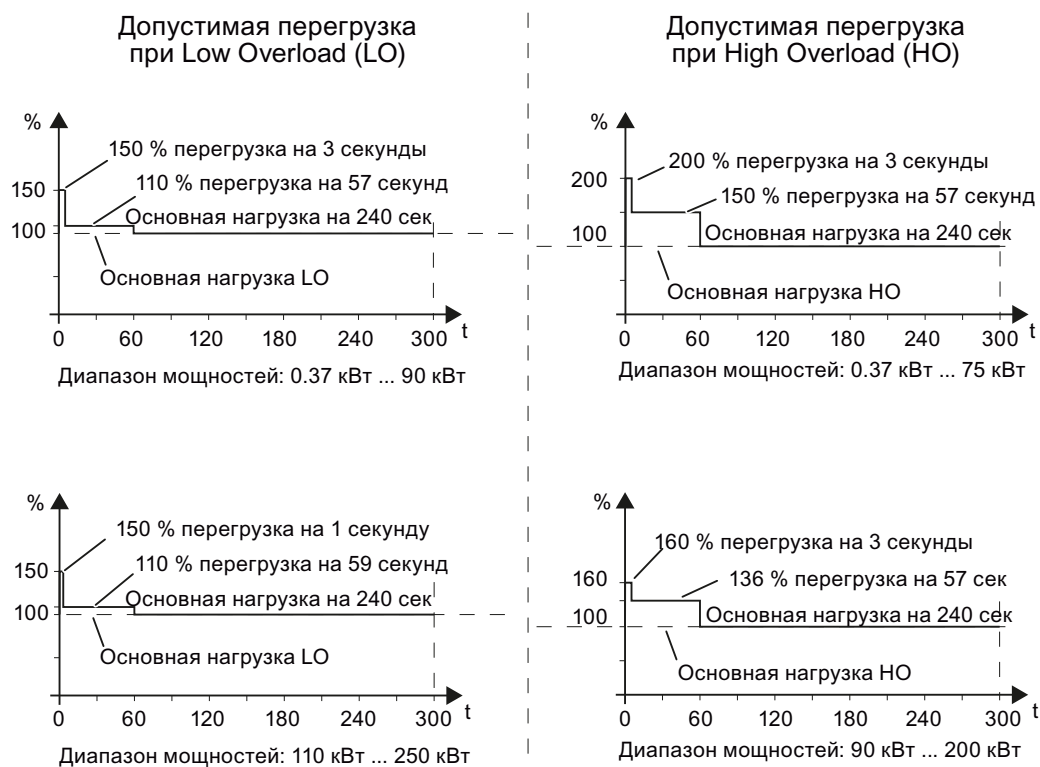 Допустимая перегрузка
при Low Overload (LO)
%
150 % перегрузка на 3 секунды
110 % перегрузка на 57 секунд
150
Основная нагрузка на 240 сек
100
Основная нагрузка LO
0 60 120 180 240 300 t
Диапазон мощностей: 0.37 кВт ... 90 кВт
Допустимая перегрузка
при High Overload (HO)
%
200 % перегрузка на 3 секунды
200
150 % перегрузка на 57 секунд
Основная нагрузка на 240 сек
100
Основная нагрузка HO
0 60 120 180 240 300 t
Диапазон мощностей: 0.37 кВт ... 75 кВт
%
150 % перегрузка на 1 секунду
110 % перегрузка на 59 секунд
150
Основная нагрузка на 240 сек
100
Основная нагрузка LO
0 60 120 180 240 300 t
Диапазон мощностей: 110 кВт ... 250 кВт
%
160 % перегрузка на 3 секунды
160
136 % перегрузка на 57 сек
Основная нагрузка на 240 сек
100
Основная нагрузка HO
0 60 120 180 240 300 t
Диапазон мощностей: 90 кВт ... 200 кВт